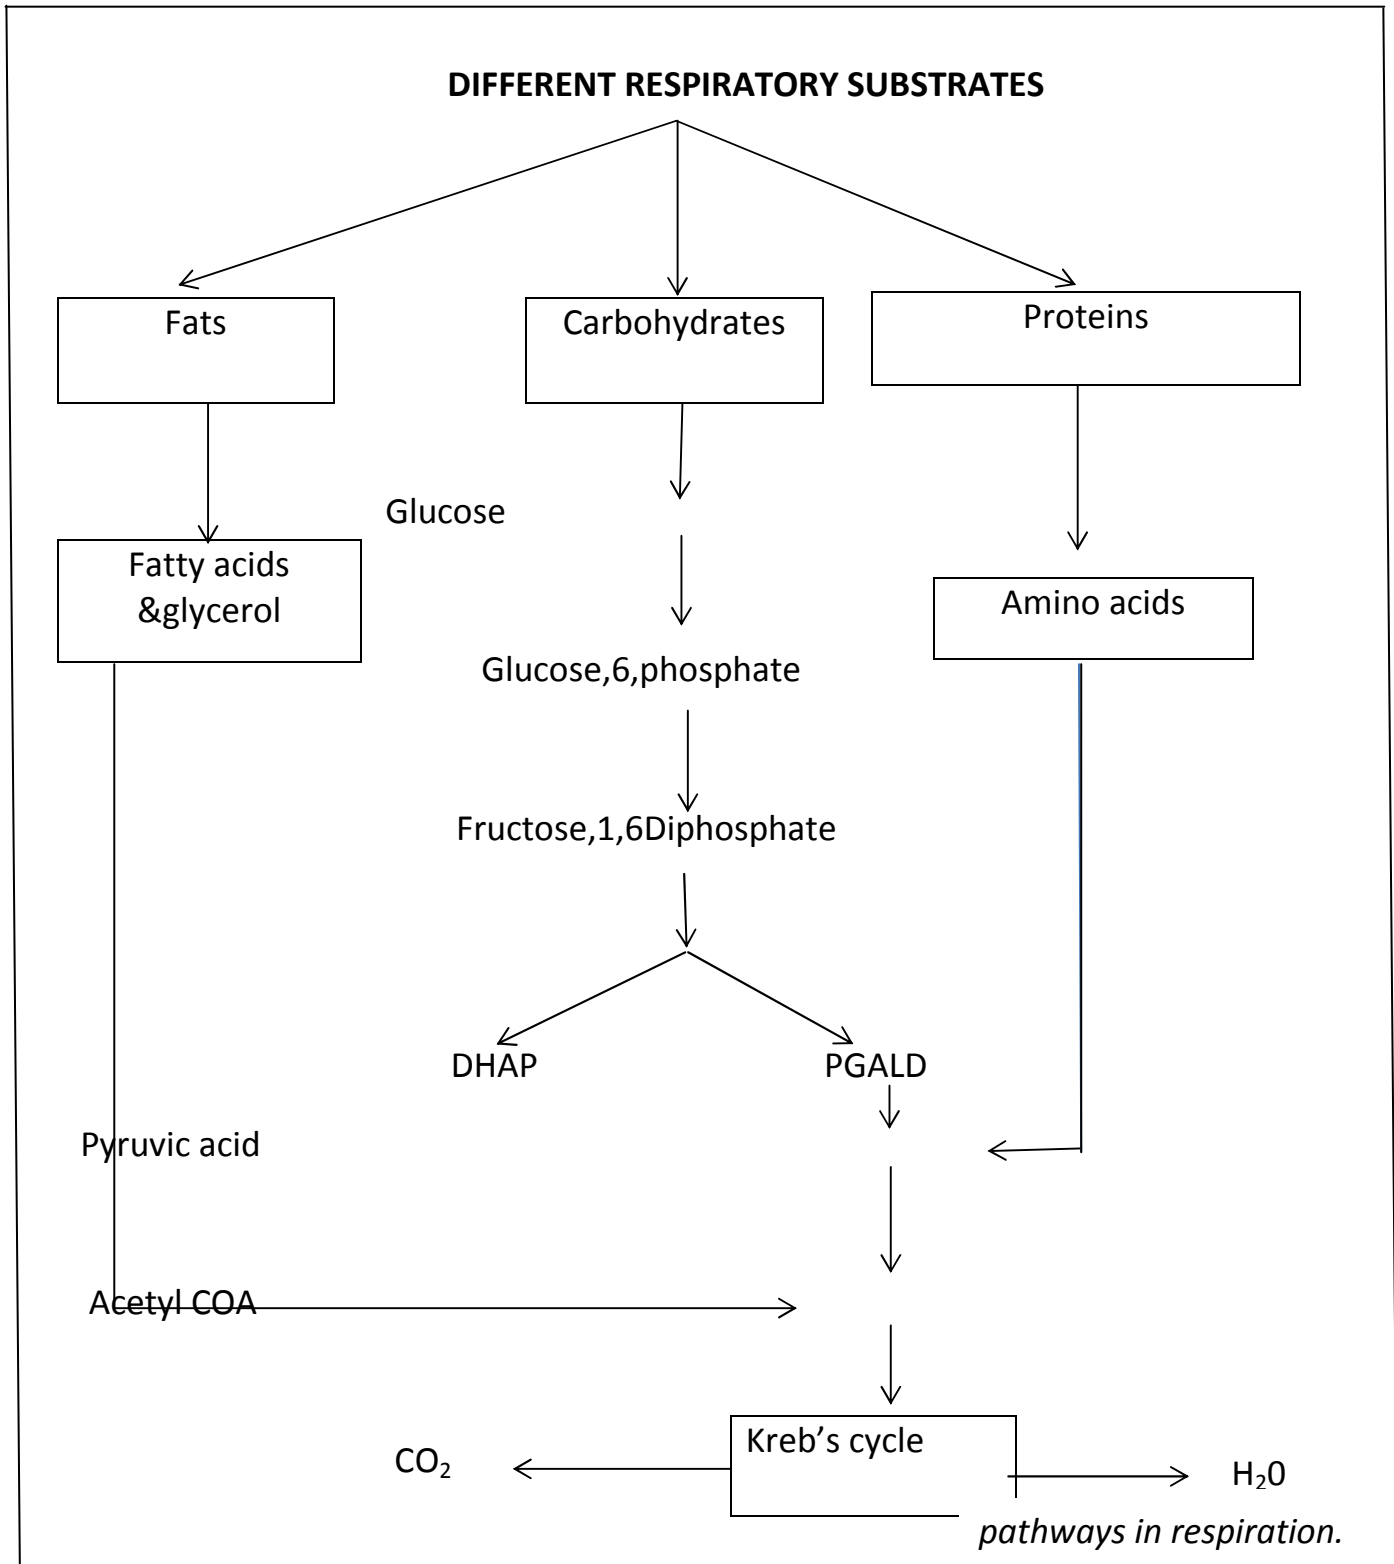 DIFFERENT RESPIRATORY SUBSTRATES
Fats
Carbohydrates
Proteins
Glucose
Fatty acids
&glycerol
Amino acids
Glucose,6,phosphate
Fructose,1,6Diphosphate
DHAP
PGALD
Pyruvic acid
Acetyl COA
Kreb’s cycle
CO₂
H₂0
pathways in respiration.